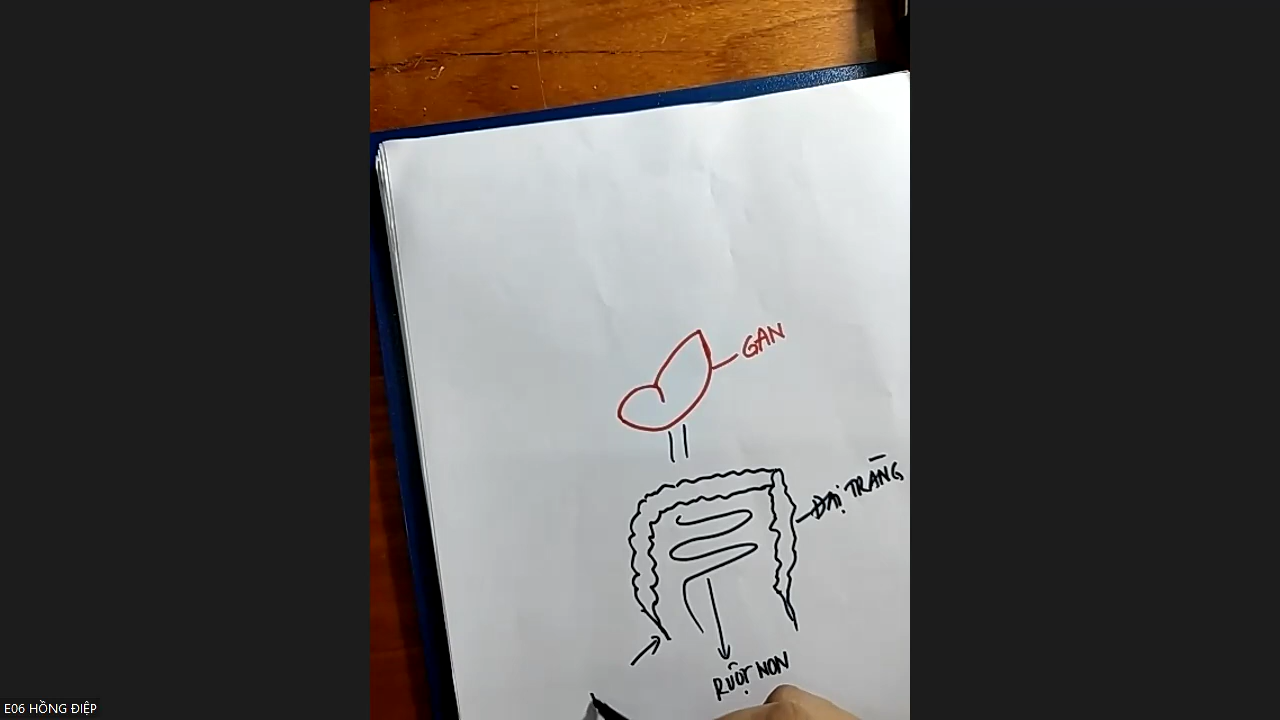 GAN
ĐẠI TRÀNG
RUỘT NON
E06 HỒNG ĐIỆP